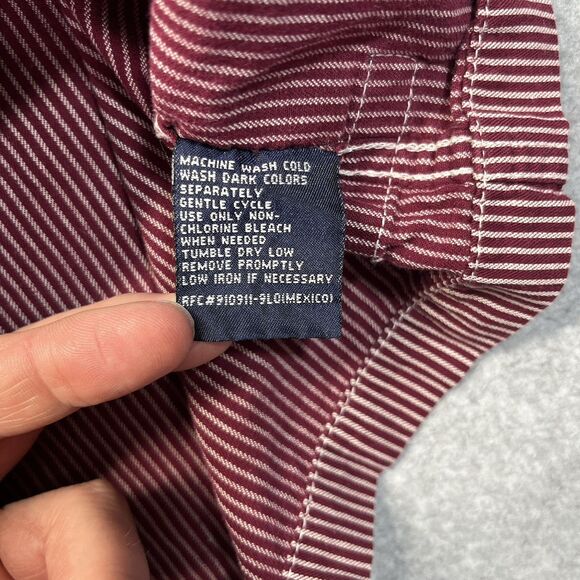 MACHINE WASH COLD
WASH DARK COLORS
SEPARATELY
GENTLE CYCLE
USE ONLY NON-
CHLORINE BLEACH
WHEN NEEDED
TUMBLE DRY LOW
REMOVE PROMPTLY
LOW IRON IF NECESSARY
RFC#910911-9L0(MEXICO)